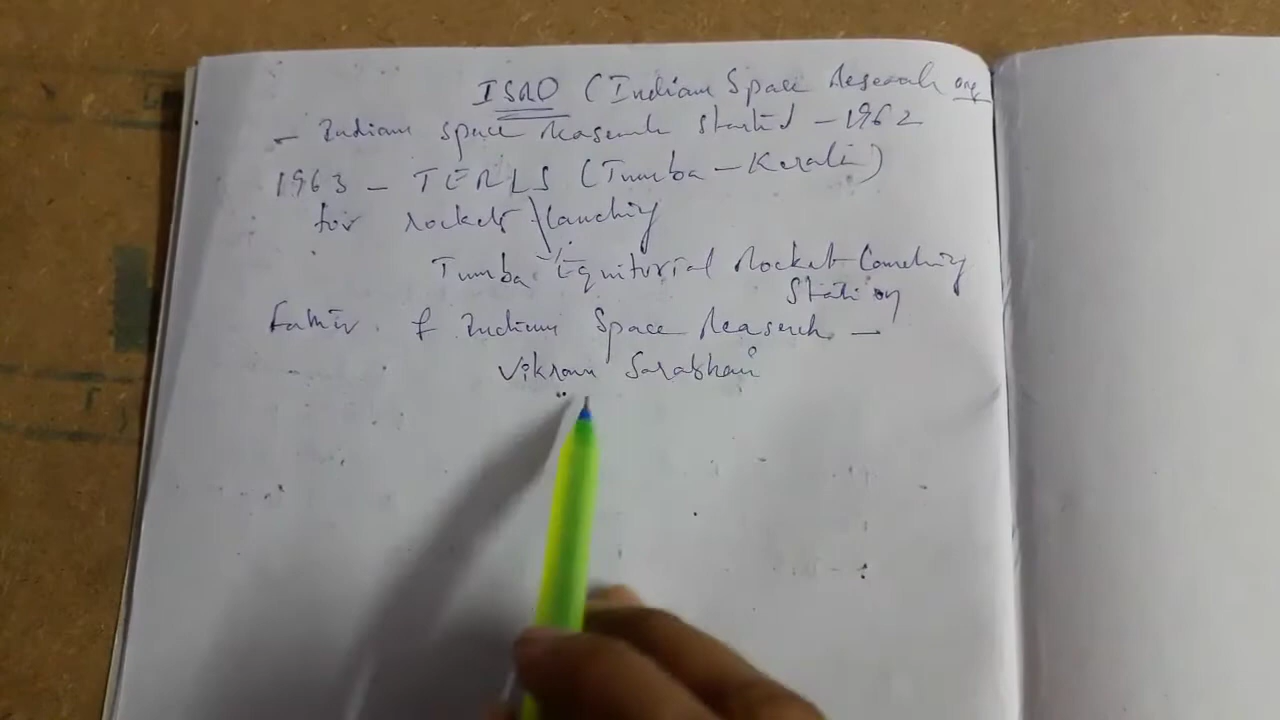 ISRO (Indian Space Research org
- Indian space Research started - 1962
1963 - TERLS (Tumba - Kerala)
for rocket launching
Tumba Equitorial Rocket Launching
Station
Father of Indian Space Research -
Vikram Sarabhai